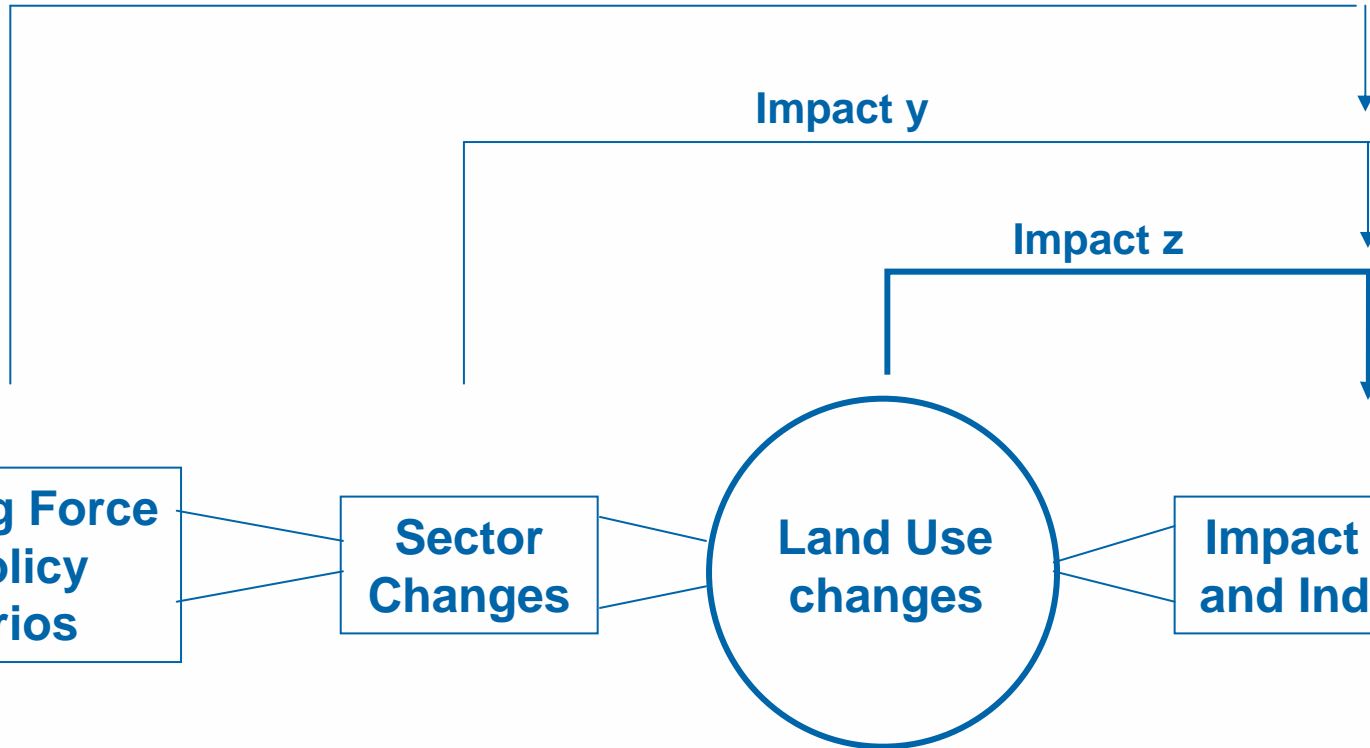 Impact y
Impact z
g Force
olicy
rios
Sector
Changes
Land Use
changes
Impact
and Ind